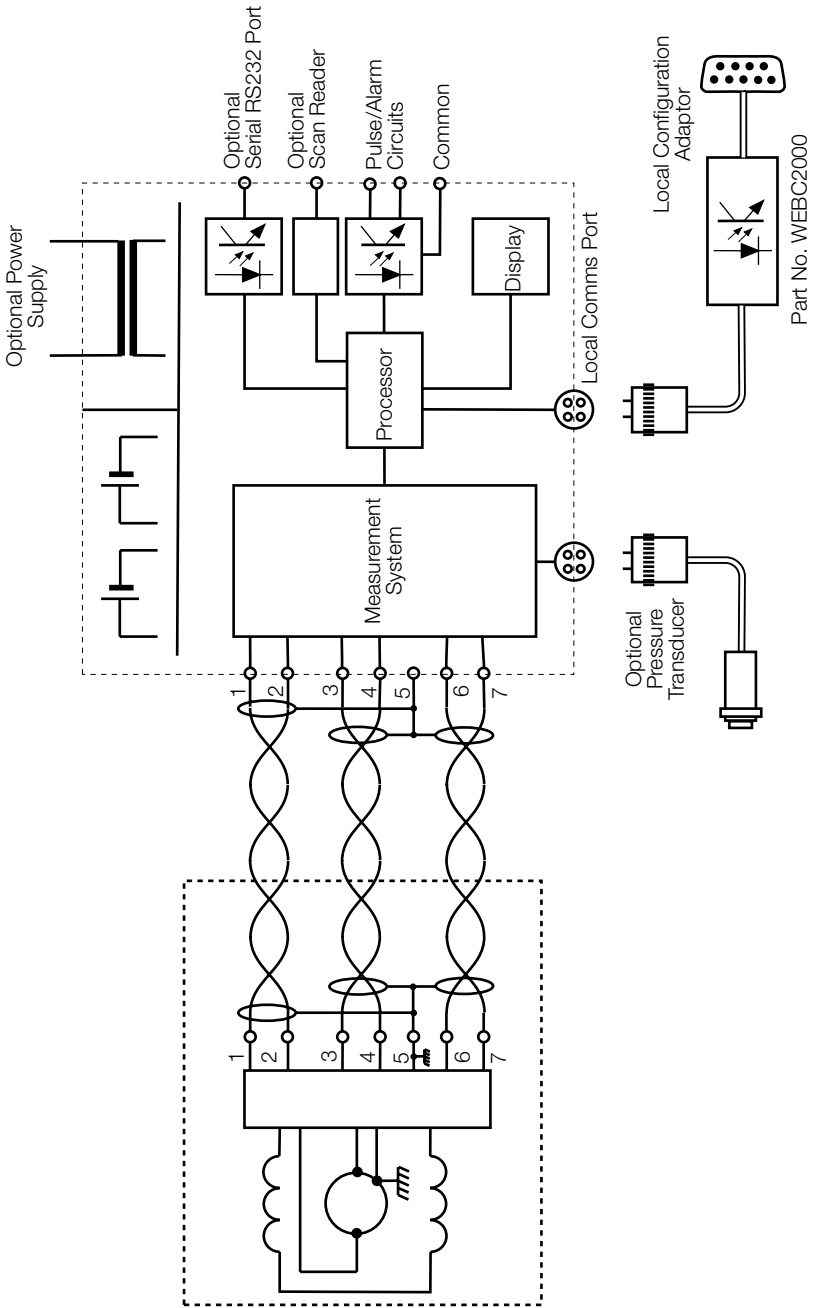 Optional Power
Supply
Optional
Serial RS232 Port
Optional
Scan Reader
Pulse/Alarm
Circuits
Common
Display
Processor
Local Comms Port
Measurement
System
1
2
3
4
5
6
7
1
2
3
4
5
6
7
Optional
Pressure
Transducer
Local Configuration
Adaptor
Part No. WEBC2000